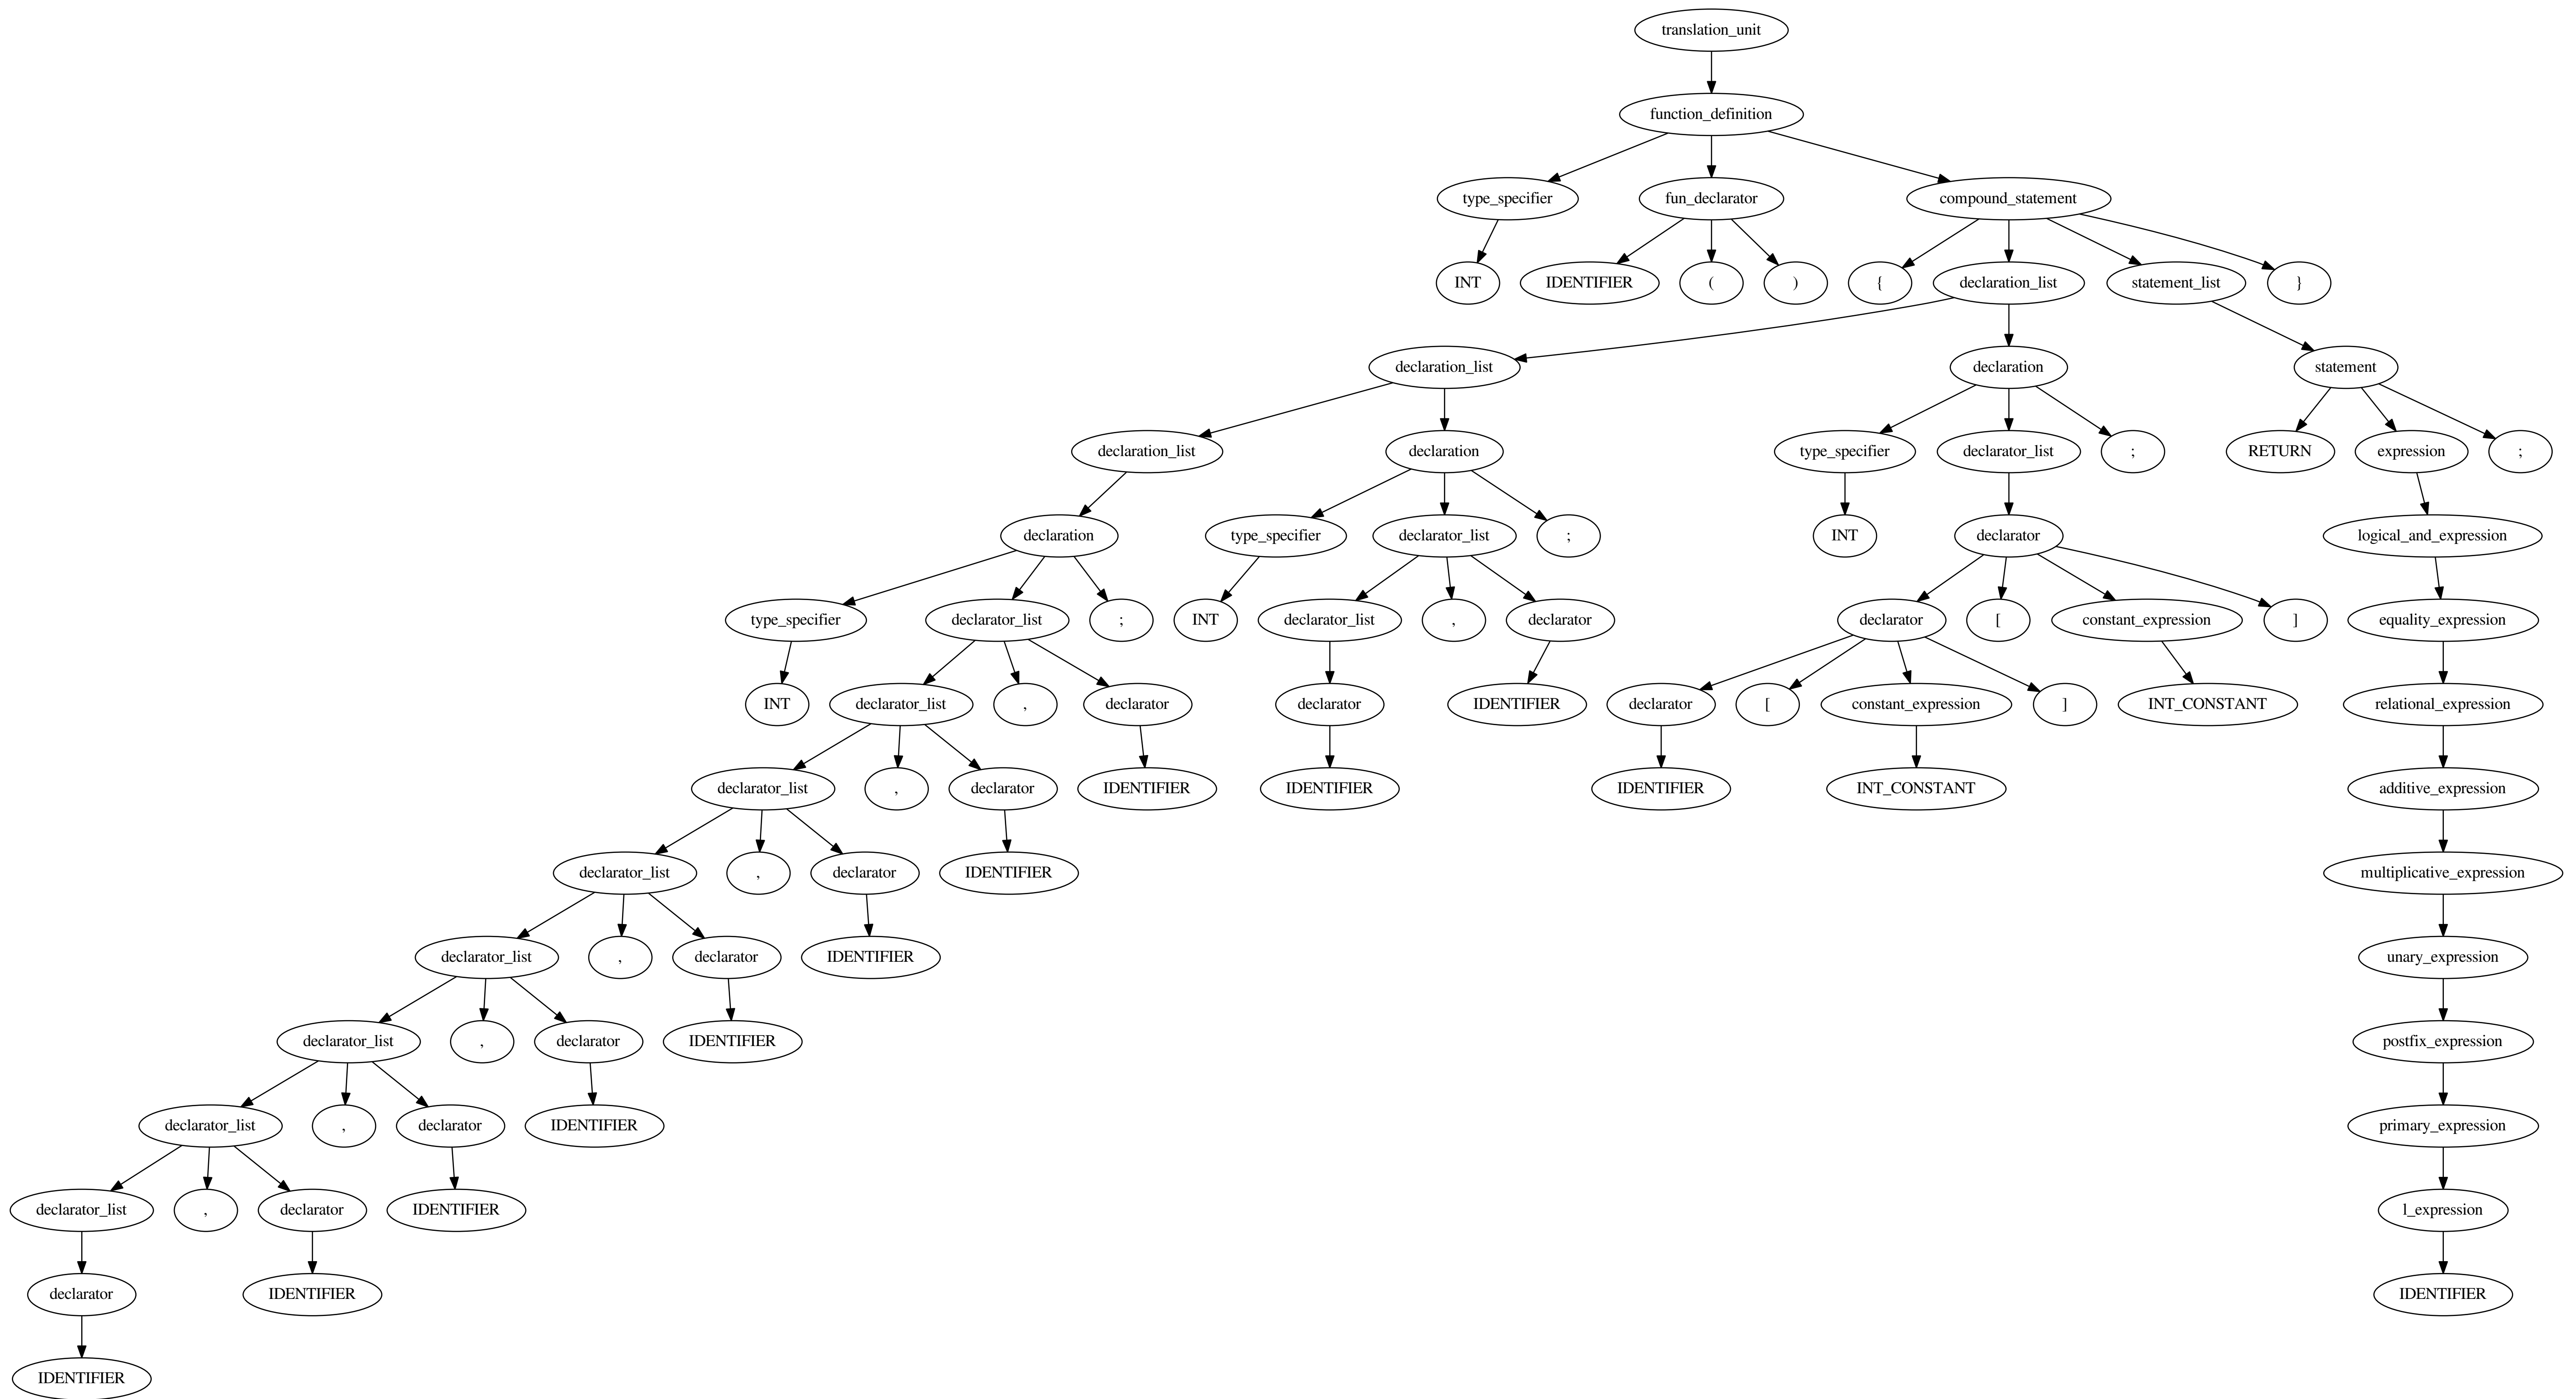 translation_unit
function_definition
type_specifier fun_declarator compound_statement
INT IDENTIFIER ( ) { declaration_list statement_list }
declaration_list declaration statement
declaration_list declaration type_specifier declarator_list ; RETURN expression ;
declaration type_specifier declarator_list ; INT declarator logical_and_expression
type_specifier declarator_list ; INT declarator_list , declarator declarator [ constant_expression ] equality_expression
INT declarator_list , declarator declarator IDENTIFIER declarator [ constant_expression ] INT_CONSTANT relational_expression
declarator_list , declarator IDENTIFIER IDENTIFIER IDENTIFIER INT_CONSTANT additive_expression
declarator_list , declarator IDENTIFIER multiplicative_expression
declarator_list , declarator IDENTIFIER unary_expression
declarator_list , declarator IDENTIFIER postfix_expression
declarator_list , declarator IDENTIFIER primary_expression
declarator_list , declarator IDENTIFIER l_expression
declarator IDENTIFIER IDENTIFIER
IDENTIFIER